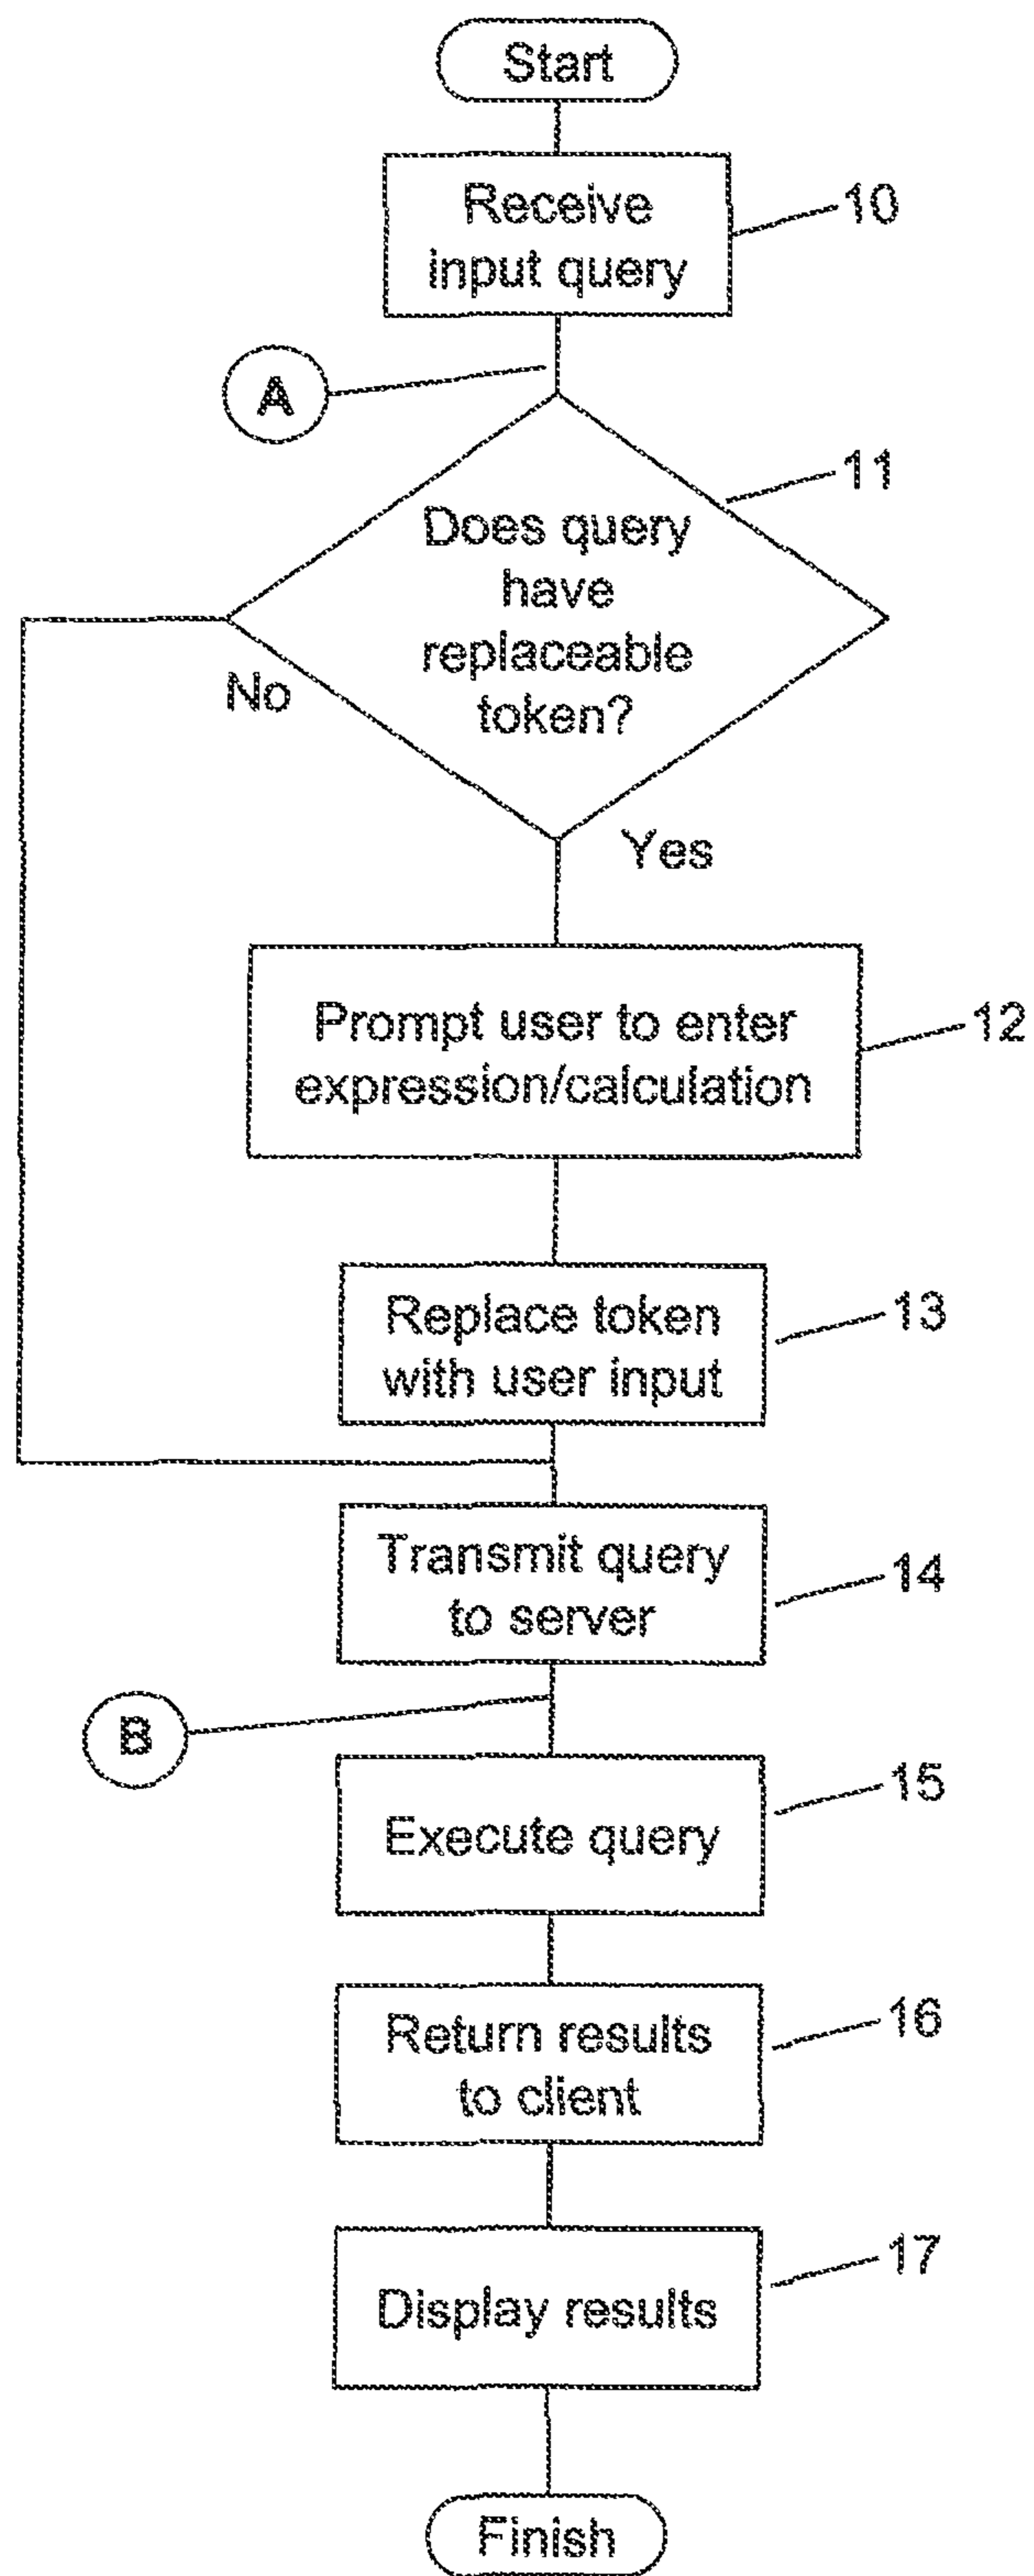 Start
Receive
input query
10
A
11
Does query
have
replaceable
token?
No
Yes
Prompt user to enter
expression/calculation
12
Replace token
with user input
13
Transmit query
to server
14
B
Execute query
15
Return results
to client
16
Display results
17
Finish